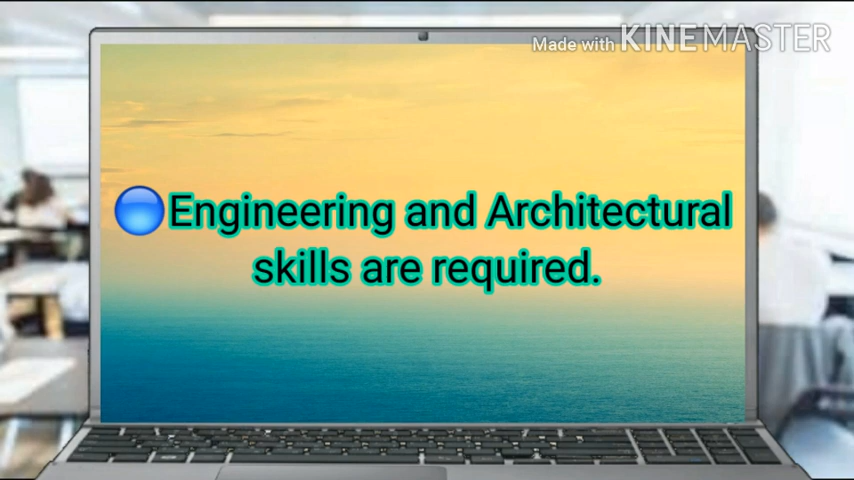 Made with KINEMASTER
🔵Engineering and Architectural
skills are required.